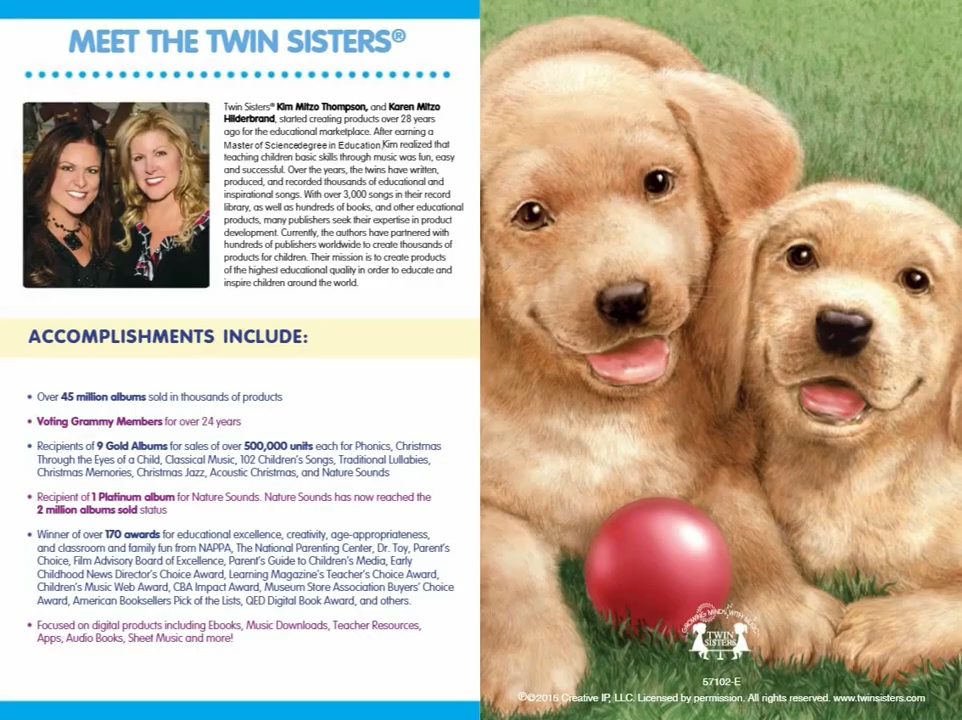 MEET THE TWIN SISTERS®
Twin Sisters® Kim Mitzo Thompson, and Karen Mitzo
Hilderbrand, started creating products over 28 years
ago for the educational marketplace. After earning a
Master of Sciencedegree in Education,Kim realized that
teaching children basic skills through music was fun, easy
and successful. Over the years, the twins have written,
produced, and recorded thousands of educational and
inspirational songs. With over 3,000 songs in their record
library, as well as hundreds of books, and other educational
products, many publishers seek their expertise in product
development. Currently, the authors have partnered with
hundreds of publishers worldwide to create thousands of
products for children. Their mission is to create products
of the highest educational quality in order to educate and
inspire children around the world.
ACCOMPLISHMENTS INCLUDE:
• Over 45 million albums sold in thousands of products
• Voting Grammy Members for over 24 years
• Recipients of 9 Gold Albums for sales of over 500,000 units each for Phonics, Christmas
Through the Eyes of a Child, Classical Music, 102 Children's Songs, Traditional Lullabies,
Christmas Memories, Christmas Jazz, Acoustic Christmas, and Nature Sounds
• Recipient of 1 Platinum album for Nature Sounds. Nature Sounds has now reached the
2 million albums sold status
• Winner of over 170 awards for educational excellence, creativity, age-appropriateness,
and classroom and family fun from NAPPA, The National Parenting Center, Dr. Toy, Parent's
Choice, Film Advisory Board of Excellence, Parent's Guide to Children's Media, Early
Childhood News Director's Choice Award, Learning Magazine's Teacher's Choice Award,
Children's Music Web Award, CBA Impact Award, Museum Store Association Buyers' Choice
Award, American Booksellers Pick of the Lists, QED Digital Book Award, and others.
• Focused on digital products including Ebooks, Music Downloads, Teacher Resources,
Apps, Audio Books, Sheet Music and more!
GROWING MINDS WITH MUSIC
TWIN
SISTERS
57102-E
℗©2015 Creative IP, LLC. Licensed by permission. All rights reserved. www.twinsisters.com